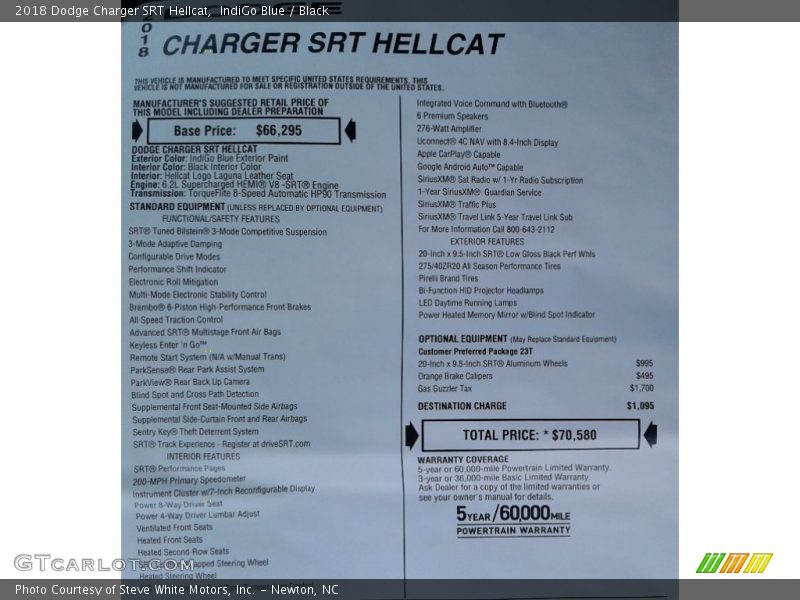 2018 Dodge Charger SRT Hellcat, IndiGo Blue / Black
2018
CHARGER SRT HELLCAT
THIS VEHICLE IS MANUFACTURED TO MEET SPECIFIC UNITED STATES REQUIREMENTS. THIS
VEHICLE IS NOT MANUFACTURED FOR SALE OR REGISTRATION OUTSIDE OF THE UNITED STATES.
MANUFACTURER'S SUGGESTED RETAIL PRICE OF
THIS MODEL INCLUDING DEALER PREPARATION
Base Price: $66,295
DODGE CHARGER SRT HELLCAT
Exterior Color: IndiGo Blue Exterior Paint
Interior Color: Black Interior Color
Interior: Hellcat Logo Laguna Leather Seat
Engine: 6.2L Supercharged HEMI® V8 -SRT® Engine
Transmission: TorqueFlite 8-Speed Automatic HP90 Transmission
STANDARD EQUIPMENT (UNLESS REPLACED BY OPTIONAL EQUIPMENT)
FUNCTIONAL/SAFETY FEATURES
SRT® Tuned Bilstein® 3-Mode Competitive Suspension
3-Mode Adaptive Damping
Configurable Drive Modes
Performance Shift Indicator
Electronic Roll Mitigation
Multi-Mode Electronic Stability Control
Brembo® 6-Piston High-Performance Front Brakes
All Speed Traction Control
Advanced SRT® Multistage Front Air Bags
Keyless Enter 'n Go™
Remote Start System (N/A w/Manual Trans)
ParkSense® Rear Park Assist System
ParkView® Rear Back Up Camera
Blind Spot and Cross Path Detection
Supplemental Front Seat-Mounted Side Airbags
Supplemental Side-Curtain Front and Rear Airbags
Sentry Key® Theft Deterrent System
SRT® Track Experience - Register at driveSRT.com
INTERIOR FEATURES
SRT® Performance Pages
200-MPH Primary Speedometer
Instrument Cluster w/7-Inch Reconfigurable Display
Power 8-Way Driver Seat
Power 4-Way Driver Lumbar Adjust
Ventilated Front Seats
Heated Front Seats
Heated Second-Row Seats
Wrapped Steering Wheel
Heated Steering Wheel
Integrated Voice Command with Bluetooth®
6 Premium Speakers
276-Watt Amplifier
Uconnect® 4C NAV with 8.4-Inch Display
Apple CarPlay® Capable
Google Android Auto™ Capable
SiriusXM® Sat Radio w/ 1-Yr Radio Subscription
1-Year SiriusXM® Guardian Service
SiriusXM® Traffic Plus
SiriusXM® Travel Link 5-Year Travel Link Sub
For More Information Call 800-643-2112
EXTERIOR FEATURES
20-Inch x 9.5-Inch SRT® Low Gloss Black Perf Whls
275/40ZR20 All Season Performance Tires
Pirelli Brand Tires
Bi-Function HID Projector Headlamps
LED Daytime Running Lamps
Power Heated Memory Mirror w/Blind Spot Indicator
OPTIONAL EQUIPMENT (May Replace Standard Equipment)
Customer Preferred Package 23T
20-Inch x 9.5-Inch SRT® Aluminum Wheels $995
Orange Brake Calipers $495
Gas Guzzler Tax $1,700
DESTINATION CHARGE $1,095
TOTAL PRICE: * $70,580
WARRANTY COVERAGE
5-year or 60,000-mile Powertrain Limited Warranty.
3-year or 36,000-mile Basic Limited Warranty.
Ask Dealer for a copy of the limited warranties or
see your owner's manual for details.
5 YEAR / 60,000 MILE
POWERTRAIN WARRANTY
GTcarlot.com
Photo Courtesy of Steve White Motors, Inc. – Newton, NC